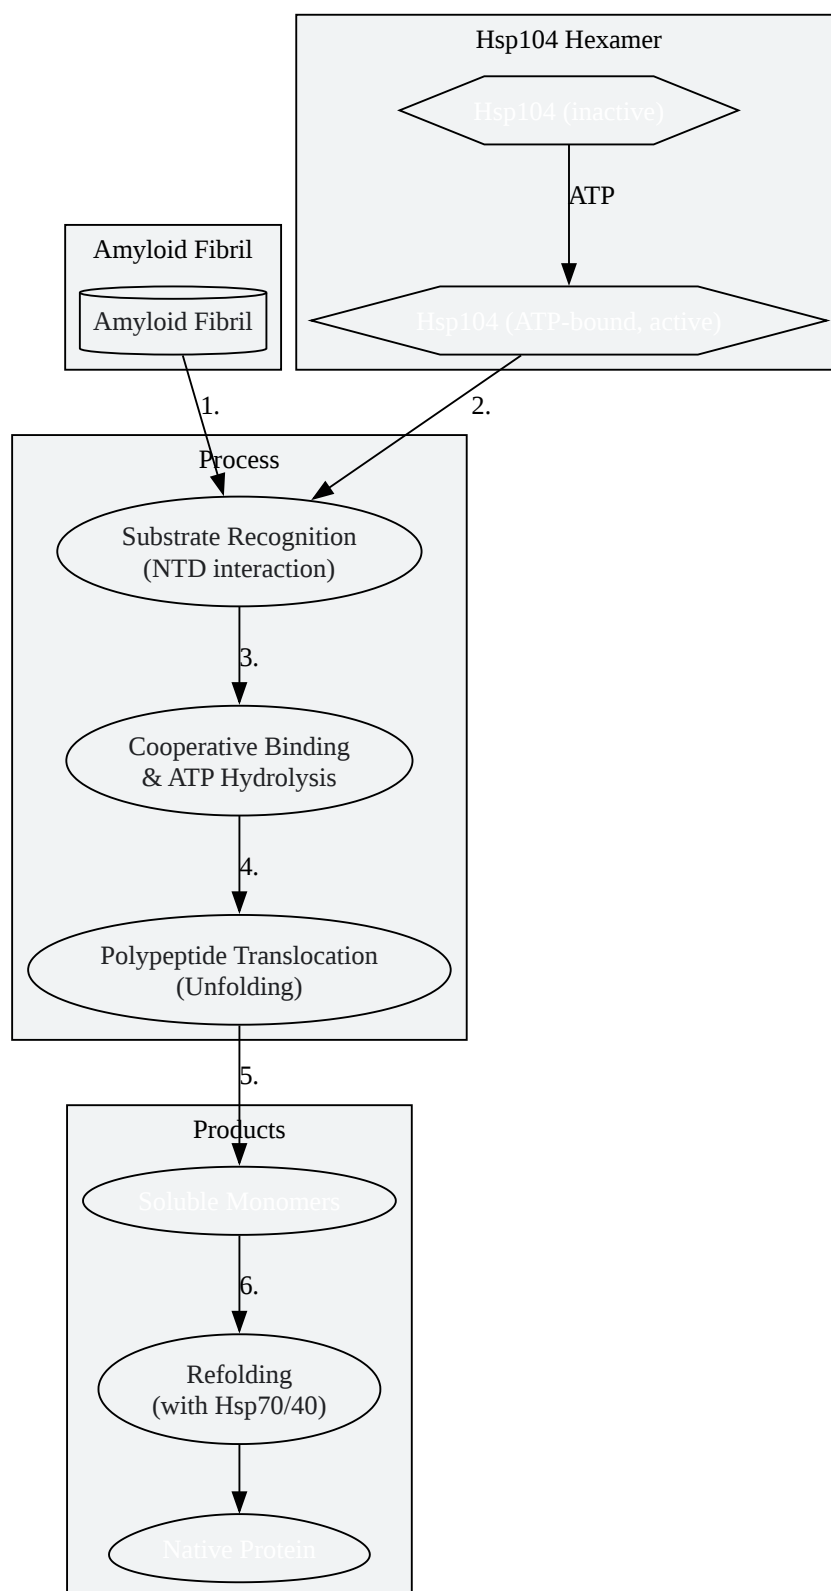 Hsp104 Hexamer
Hsp104 (inactive)
ATP
Amyloid Fibril
Amyloid Fibril
Hsp104 (ATP-bound, active)
1.
2.
Process
Substrate Recognition
(NTD interaction)
3.
Cooperative Binding
& ATP Hydrolysis
4.
Polypeptide Translocation
(Unfolding)
5.
Products
Soluble Monomers
6.
Refolding
(with Hsp70/40)
Native Protein